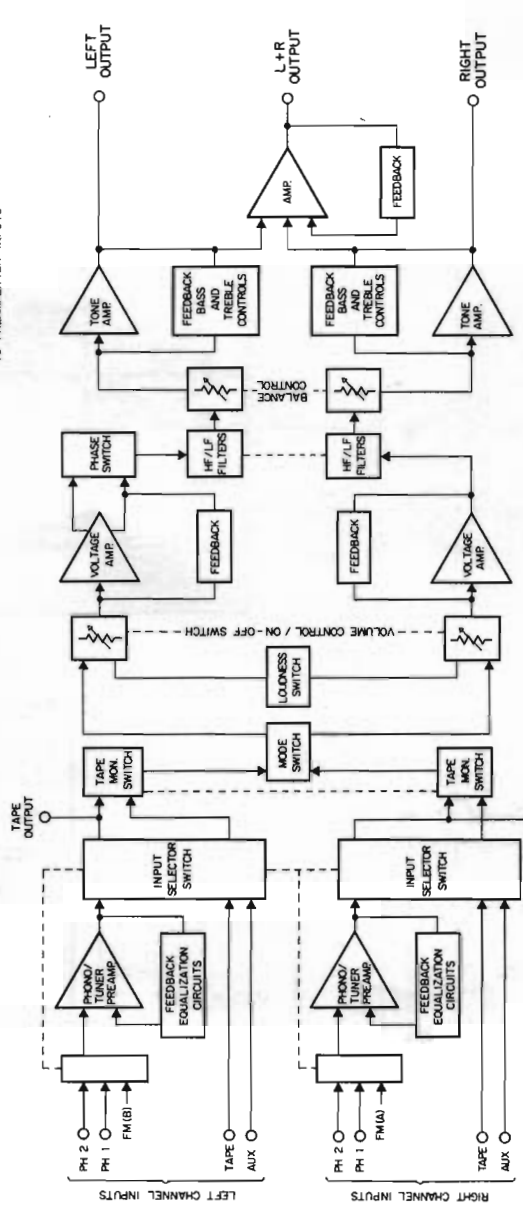 LEFT
OUTPUT
L+R
OUTPUT
RIGHT
OUTPUT
AMP.
FEEDBACK
TONE
AMP.
FEEDBACK
BASS
AND
TREBLE
CONTROLS
FEEDBACK
BASS
AND
TREBLE
CONTROLS
TONE
AMP.
BALANCE
CONTROL
PHASE
SWITCH
HF/LF
FILTERS
HF/LF
FILTERS
VOLTAGE
AMP.
FEEDBACK
FEEDBACK
VOLTAGE
AMP.
VOLUME CONTROL / ON-OFF SWITCH
LOUDNESS
SWITCH
MODE
SWITCH
TAPE
MON.
SWITCH
TAPE
MON.
SWITCH
TAPE
OUTPUT
INPUT
SELECTOR
SWITCH
INPUT
SELECTOR
SWITCH
PHONO/
TUNER
PREAMP.
FEEDBACK
EQUALIZATION
CIRCUITS
PHONO/
TUNER
PREAMP.
FEEDBACK
EQUALIZATION
CIRCUITS
PH 2
PH 1
FM(B)
TAPE
AUX
LEFT CHANNEL INPUTS
PH 2
PH 1
FM(A)
TAPE
AUX
RIGHT CHANNEL INPUTS